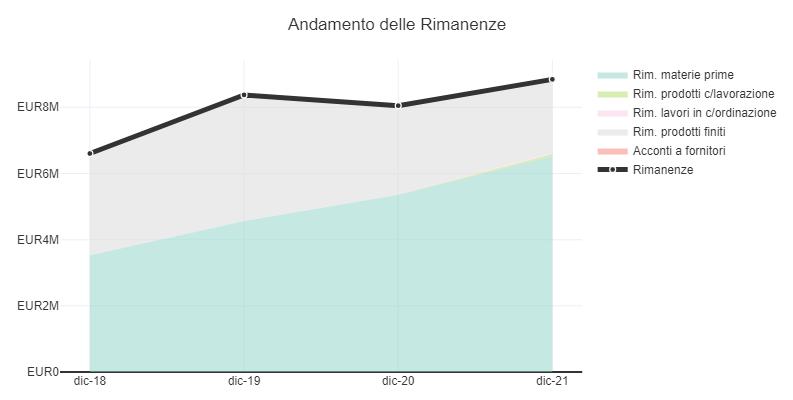 Andamento delle Rimanenze
EUR8M
EUR6M
EUR4M
EUR2M
EUR0
dic-18
dic-19
dic-20
dic-21
Rim. materie prime
Rim. prodotti c/lavorazione
Rim. lavori in c/ordinazione
Rim. prodotti finiti
Acconti a fornitori
Rimanenze